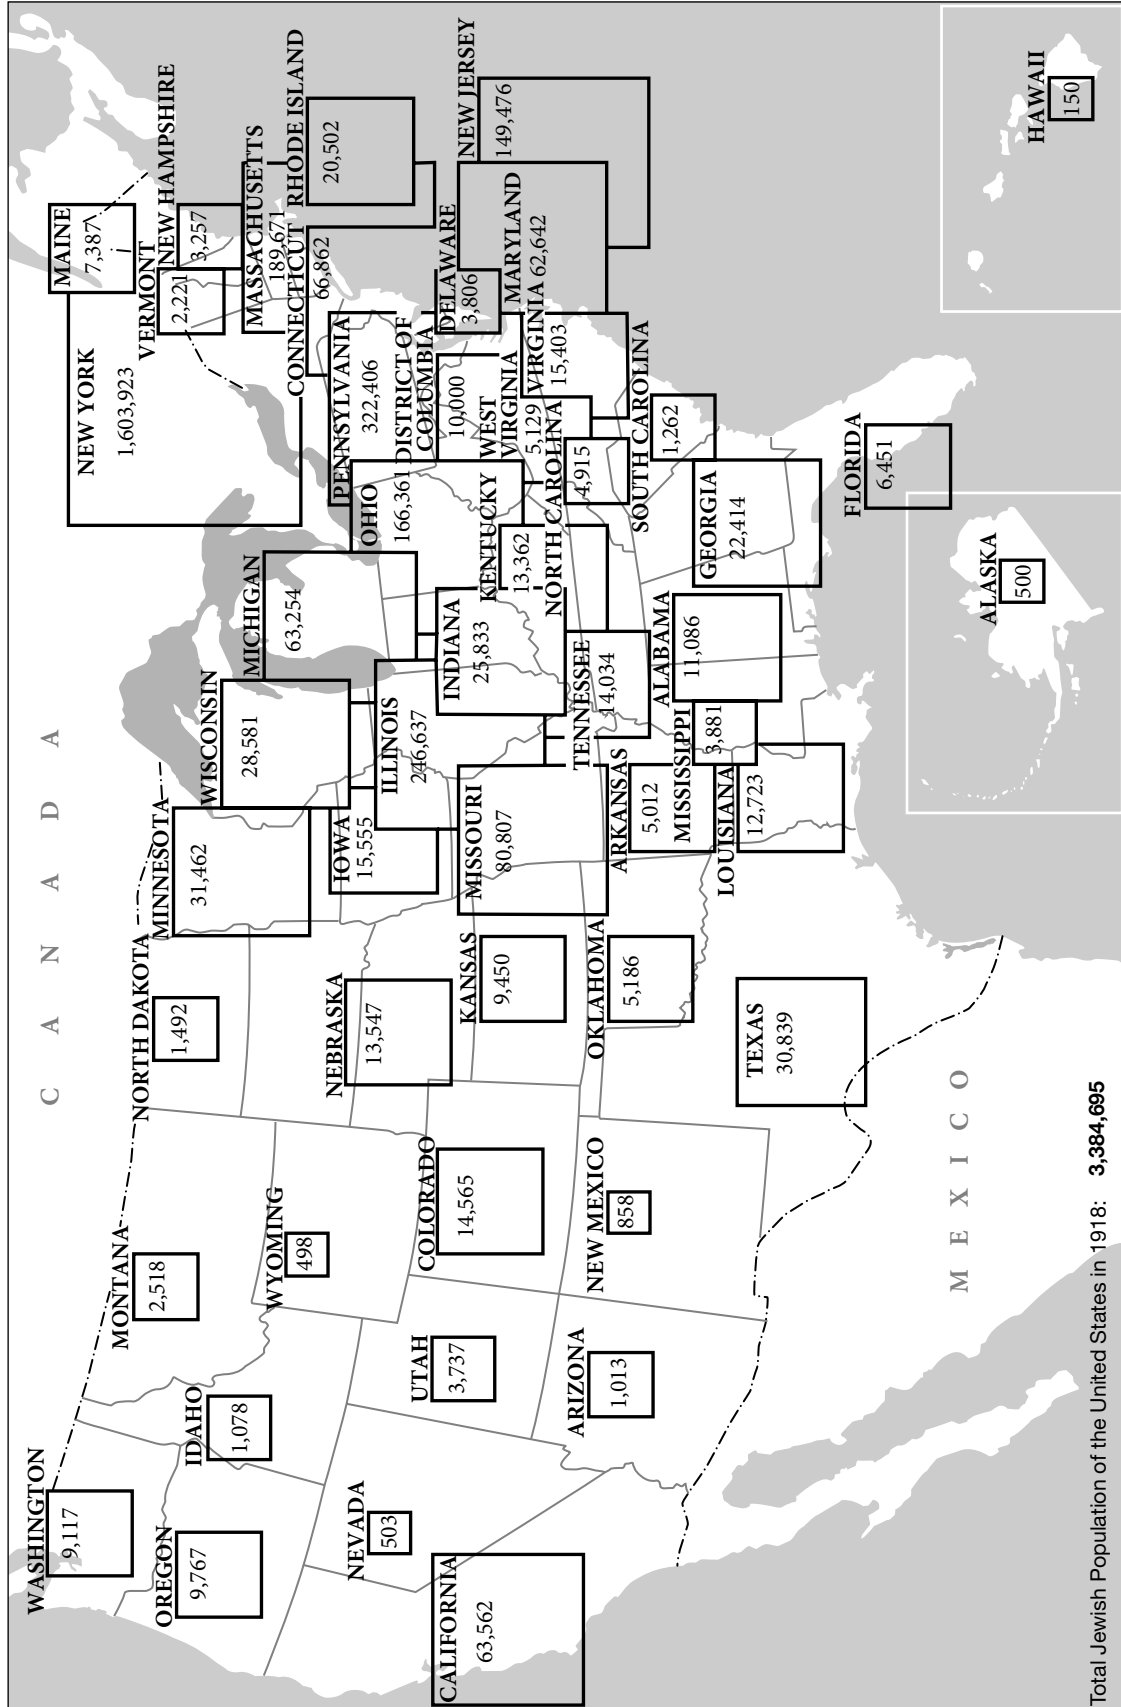 C A N A D A
WASHINGTON
9,117
OREGON
9,767
CALIFORNIA
63,562
NEVADA
503
IDAHO
1,078
MONTANA
2,518
WYOMING
498
UTAH
3,737
ARIZONA
1,013
COLORADO
14,565
NEW MEXICO
858
NORTH DAKOTA
1,492
NEBRASKA
13,547
KANSAS
9,450
OKLAHOMA
5,186
TEXAS
30,839
MINNESOTA
31,462
IOWA
15,555
MISSOURI
80,807
ARKANSAS
5,012
LOUISIANA
12,723
WISCONSIN
28,581
ILLINOIS
246,637
MICHIGAN
63,254
INDIANA
25,833
OHIO
166,361
KENTUCKY
13,362
TENNESSEE
14,034
MISSISSIPPI
3,881
ALABAMA
11,086
GEORGIA
22,414
FLORIDA
6,451
SOUTH CAROLINA
1,262
NORTH CAROLINA
4,915
VIRGINIA
15,403
WEST
VIRGINIA
5,129
DISTRICT OF
COLUMBIA
10,000
MARYLAND
62,642
DELAWARE
3,806
PENNSYLVANIA
322,406
NEW JERSEY
149,476
NEW YORK
1,603,923
CONNECTICUT
66,862
RHODE ISLAND
20,502
MASSACHUSETTS
189,671
VERMONT
2,221
NEW HAMPSHIRE
3,257
MAINE
7,387
ALASKA
500
HAWAII
150
M E X I C O
Total Jewish Population of the United States in 1918: 3,384,695